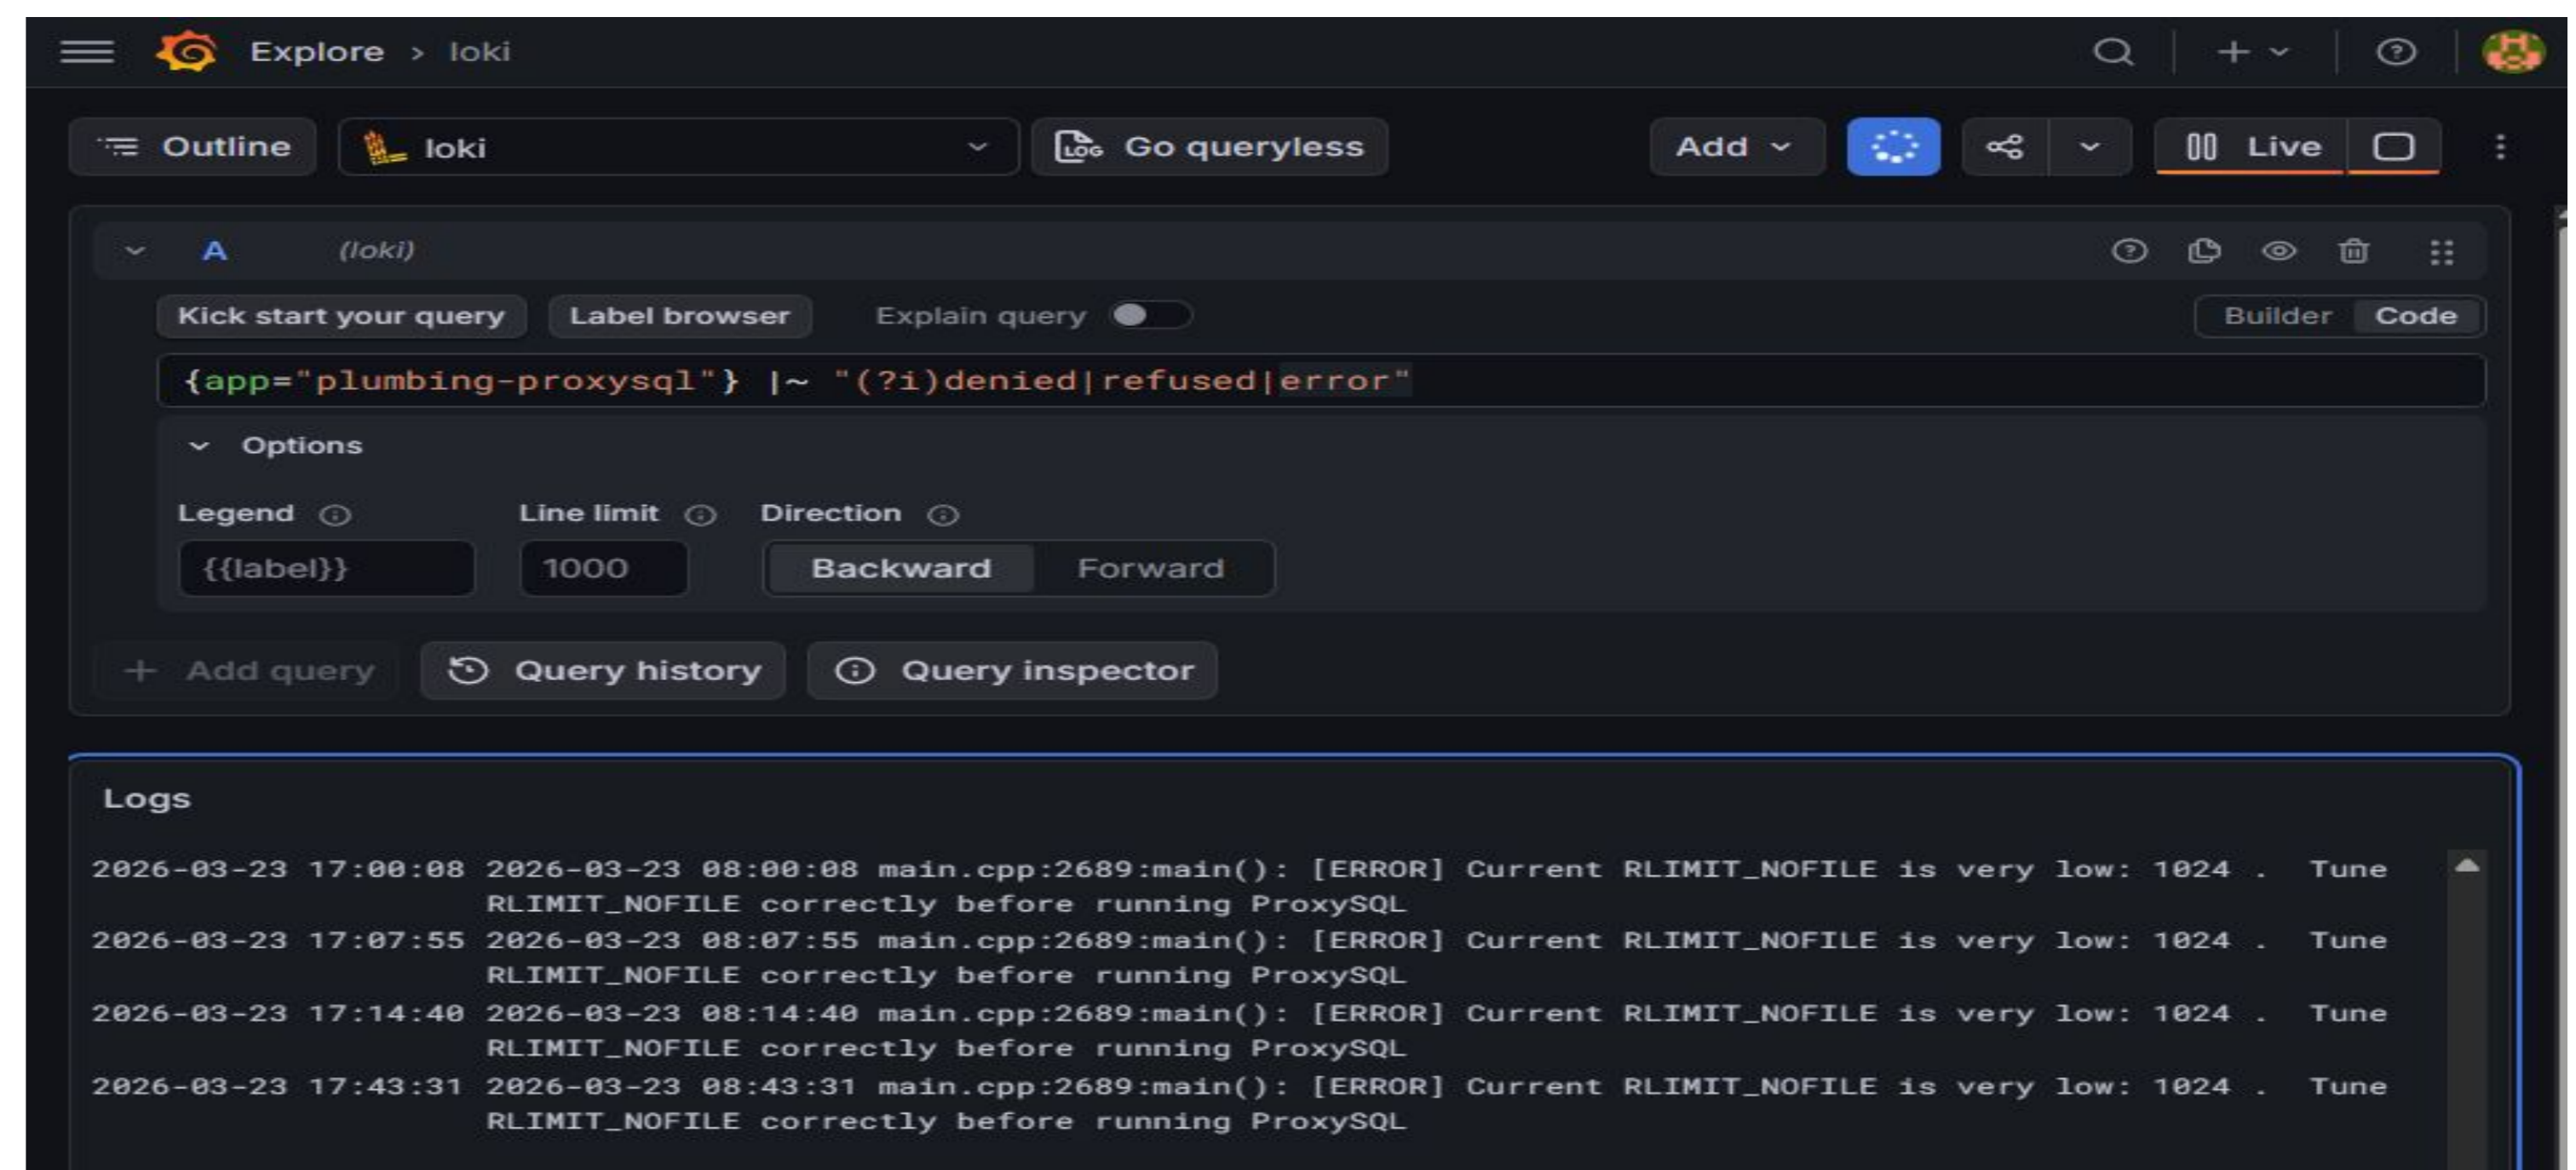 Explore > loki
Outline loki Go queryless Add Live
A (loki)
Kick start your query Label browser Explain query Builder Code
{app="plumbing-proxysql"} |~ "(?i)denied|refused|error"
Options
Legend Line limit Direction
{{label}} 1000 Backward Forward
+ Add query Query history Query inspector
Logs
2026-03-23 17:00:08 2026-03-23 08:00:08 main.cpp:2689:main(): [ERROR] Current RLIMIT_NOFILE is very low: 1024 . Tune
RLIMIT_NOFILE correctly before running ProxySQL
2026-03-23 17:07:55 2026-03-23 08:07:55 main.cpp:2689:main(): [ERROR] Current RLIMIT_NOFILE is very low: 1024 . Tune
RLIMIT_NOFILE correctly before running ProxySQL
2026-03-23 17:14:40 2026-03-23 08:14:40 main.cpp:2689:main(): [ERROR] Current RLIMIT_NOFILE is very low: 1024 . Tune
RLIMIT_NOFILE correctly before running ProxySQL
2026-03-23 17:43:31 2026-03-23 08:43:31 main.cpp:2689:main(): [ERROR] Current RLIMIT_NOFILE is very low: 1024 . Tune
RLIMIT_NOFILE correctly before running ProxySQL